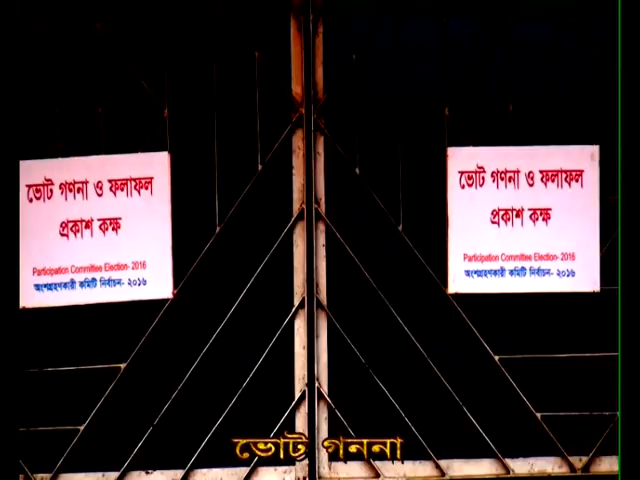 ভোট গণনা ও ফলাফল
প্রকাশ কক্ষ
Participation Committee Election- 2016
অংশগ্রহণকারী কমিটি নির্বাচন- ২০১৬
ভোট গণনা ও ফলাফল
প্রকাশ কক্ষ
Participation Committee Election- 2016
অংশগ্রহণকারী কমিটি নির্বাচন- ২০১৬
ভোট গননা